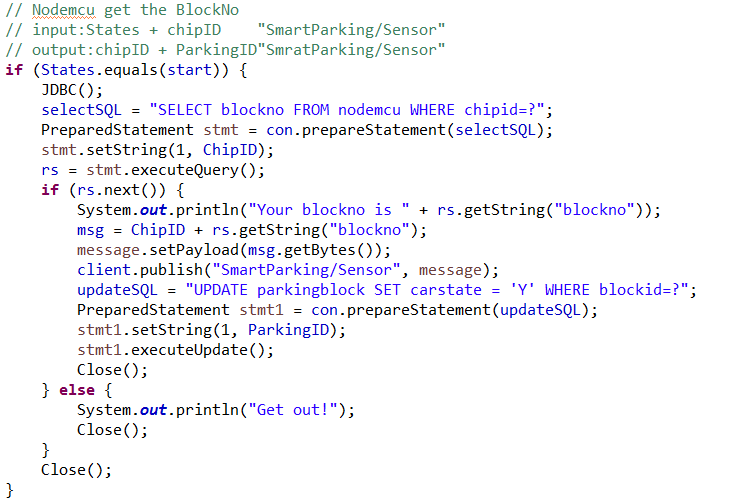 // Nodemcu get the BlockNo
// input:States + chipID    "SmartParking/Sensor"
// output:chipID + ParkingID"SmratParking/Sensor"
if (States.equals(start)) {
    JDBC();
    selectSQL = "SELECT blockno FROM nodemcu WHERE chipid=?";
    PreparedStatement stmt = con.prepareStatement(selectSQL);
    stmt.setString(1, ChipID);
    rs = stmt.executeQuery();
    if (rs.next()) {
        System.out.println("Your blockno is " + rs.getString("blockno"));
        msg = ChipID + rs.getString("blockno");
        message.setPayload(msg.getBytes());
        client.publish("SmartParking/Sensor", message);
        updateSQL = "UPDATE parkingblock SET carstate = 'Y' WHERE blockid=?";
        PreparedStatement stmt1 = con.prepareStatement(updateSQL);
        stmt1.setString(1, ParkingID);
        stmt1.executeUpdate();
        Close();
    } else {
        System.out.println("Get out!");
        Close();
    }
    Close();
}